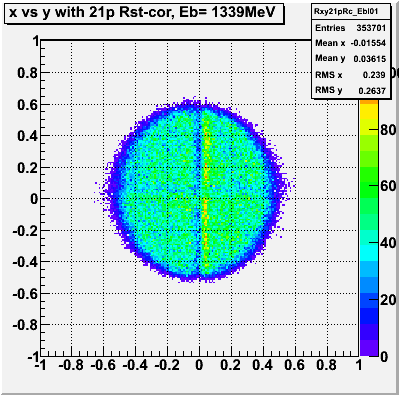 x vs y with 21p Rst-cor, Eb= 1339MeV
Rxy21pRc_Ebl01
Entries 353701
Mean x -0.01554
Mean y 0.03615
RMS x 0.239
RMS y 0.2637
1
0.8
0.6
0.4
0.2
0
-0.2
-0.4
-0.6
-0.8
-1
-1 -0.8 -0.6 -0.4 -0.2 0 0.2 0.4 0.6 0.8 1
80
60
40
20
0